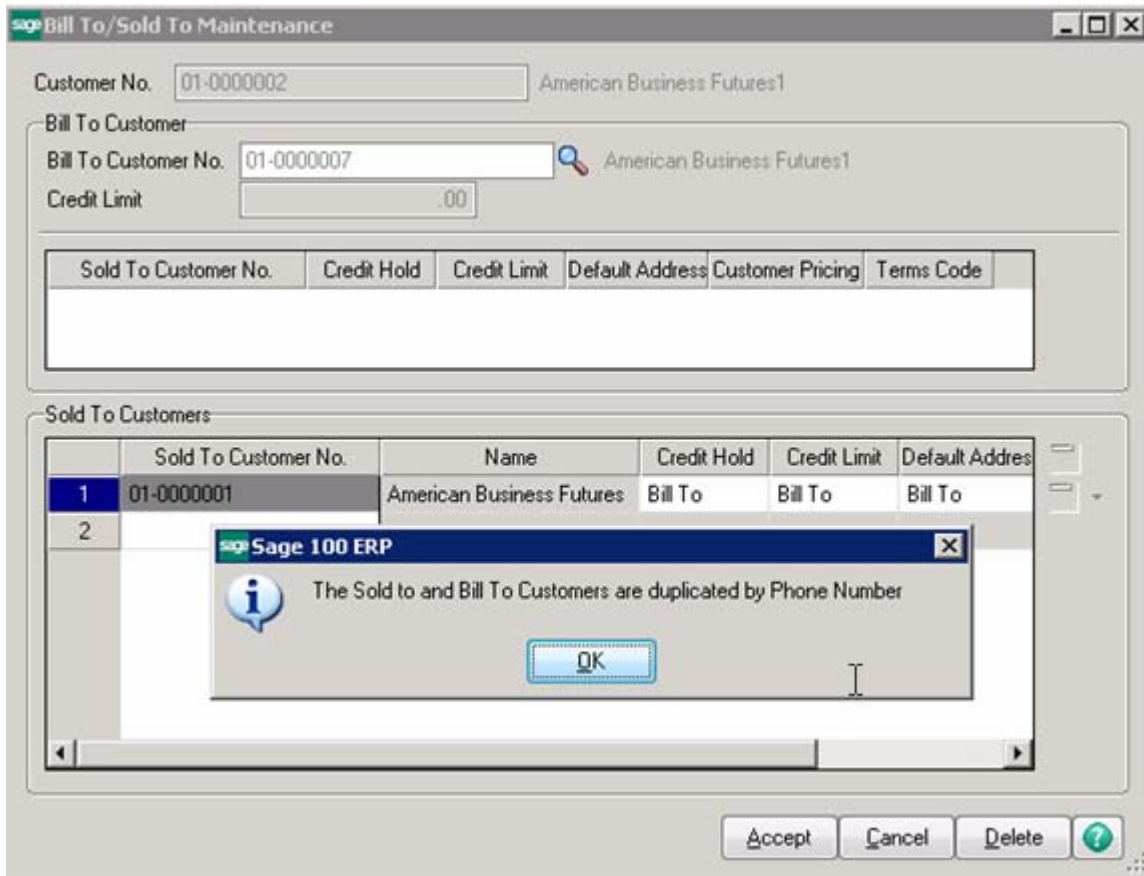 sage Bill To/Sold To Maintenance
Customer No. 01-0000002 American Business Futures1
Bill To Customer
Bill To Customer No. 01-0000007 American Business Futures1
Credit Limit .00
Sold To Customer No. Credit Hold Credit Limit Default Address Customer Pricing Terms Code
Sold To Customers
Sold To Customer No. Name Credit Hold Credit Limit Default Addres
1 01-0000001 American Business Futures Bill To Bill To Bill To
2
sage Sage 100 ERP
The Sold to and Bill To Customers are duplicated by Phone Number
OK
Accept Cancel Delete ?